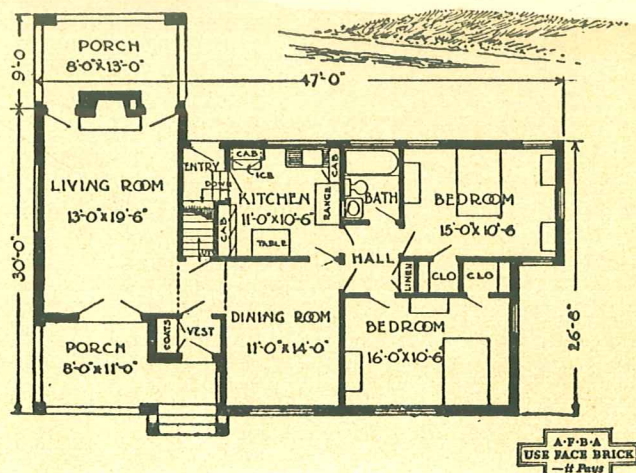 PORCH
8'-0"X13'-0"
9'-0
47'-0"
LIVING ROOM
13'-0"X19'-6"
30'-0"
ENTRY
DOWN
UP
CAB
ICE
CAB
KITCHEN
11'-0"X10'-6"
RANGE
CAB
TABLE
BATH
BEDROOM
15'-0"X10'-6
HALL
LINEN
CLO
CLO
DINING ROOM
11'-0"X14'-0"
BEDROOM
16'-0"X10'-6
26'-8"
COATS
VEST
PORCH
8'-0"X11'-0"
A·F·B·A
USE FACE BRICK
—it Pays